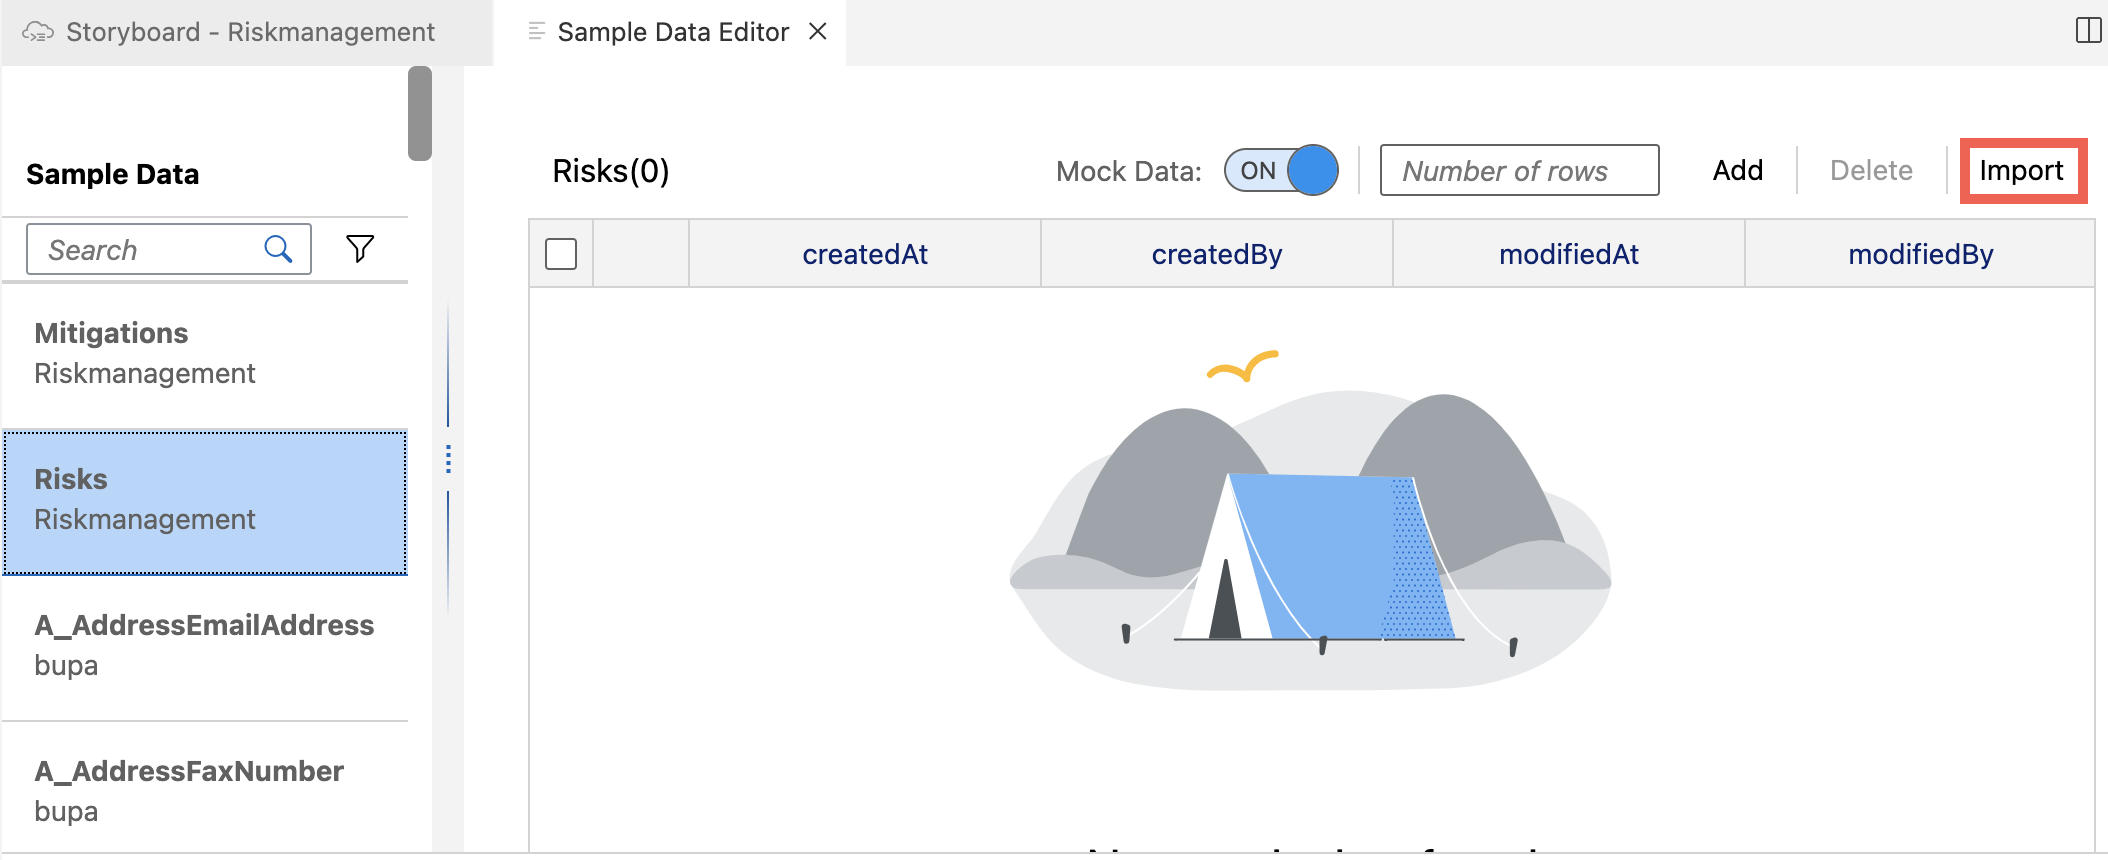 Storyboard - Riskmanagement
Sample Data Editor
Sample Data
Search
Mitigations
Riskmanagement
Risks
Riskmanagement
A_AddressEmailAddress
bupa
A_AddressFaxNumber
bupa
Risks(0)
Mock Data: ON Number of rows Add Delete Import
createdAt createdBy modifiedAt modifiedBy